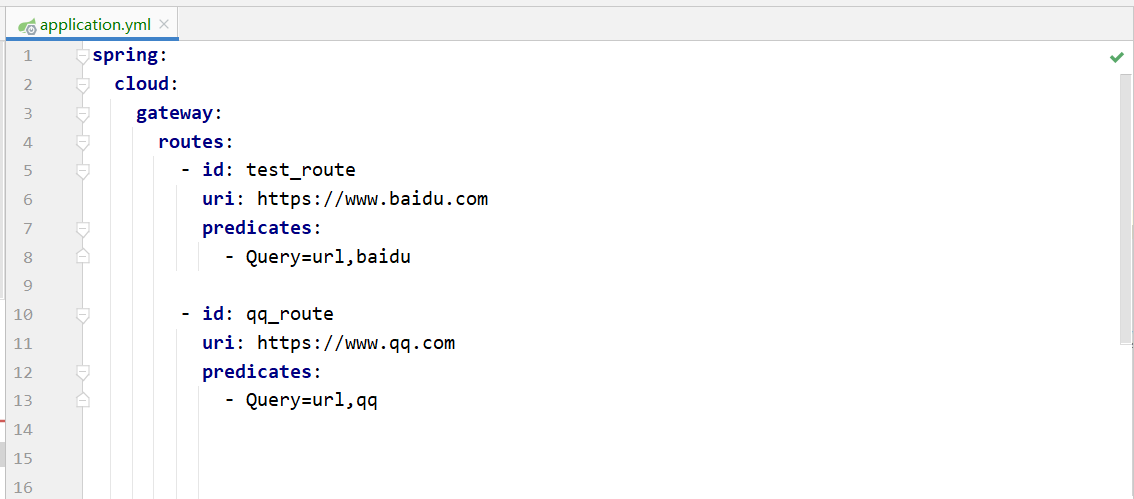 application.yml
1 spring:
2 cloud:
3 gateway:
4 routes:
5 - id: test_route
6 uri: https://www.baidu.com
7 predicates:
8 - Query=url,baidu
9
10 - id: qq_route
11 uri: https://www.qq.com
12 predicates:
13 - Query=url,qq
14
15
16